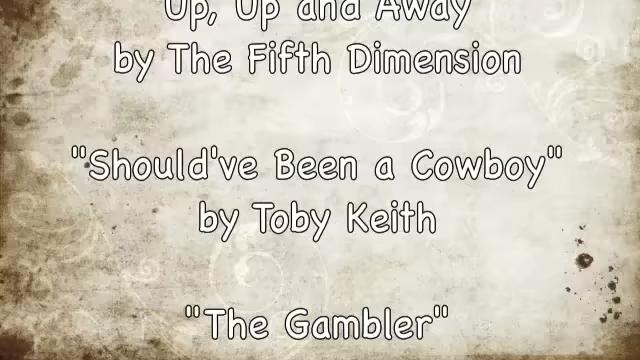 Up, Up and Away
by The Fifth Dimension
"Should've Been a Cowboy"
by Toby Keith
"The Gambler"